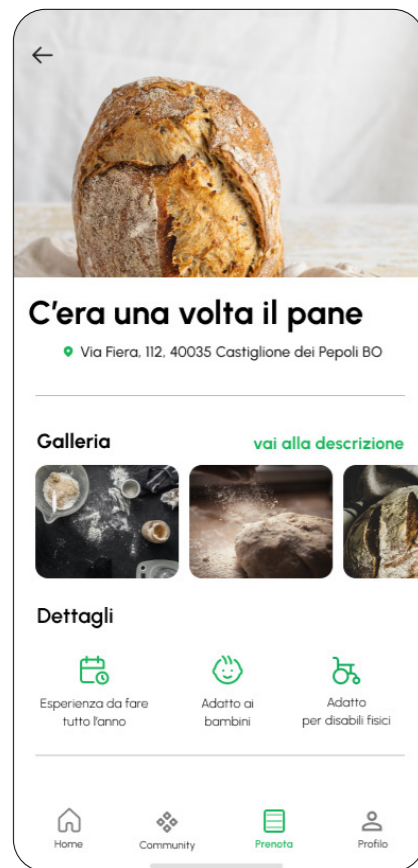 C'era una volta il pane
Via Fiera, 112, 40035 Castiglione dei Pepoli BO
Galleria
vai alla descrizione
Dettagli
Esperienza da fare
tutto l'anno
Adatto ai
bambini
Adatto
per disabili fisici
Home
Community
Prenota
Profilo